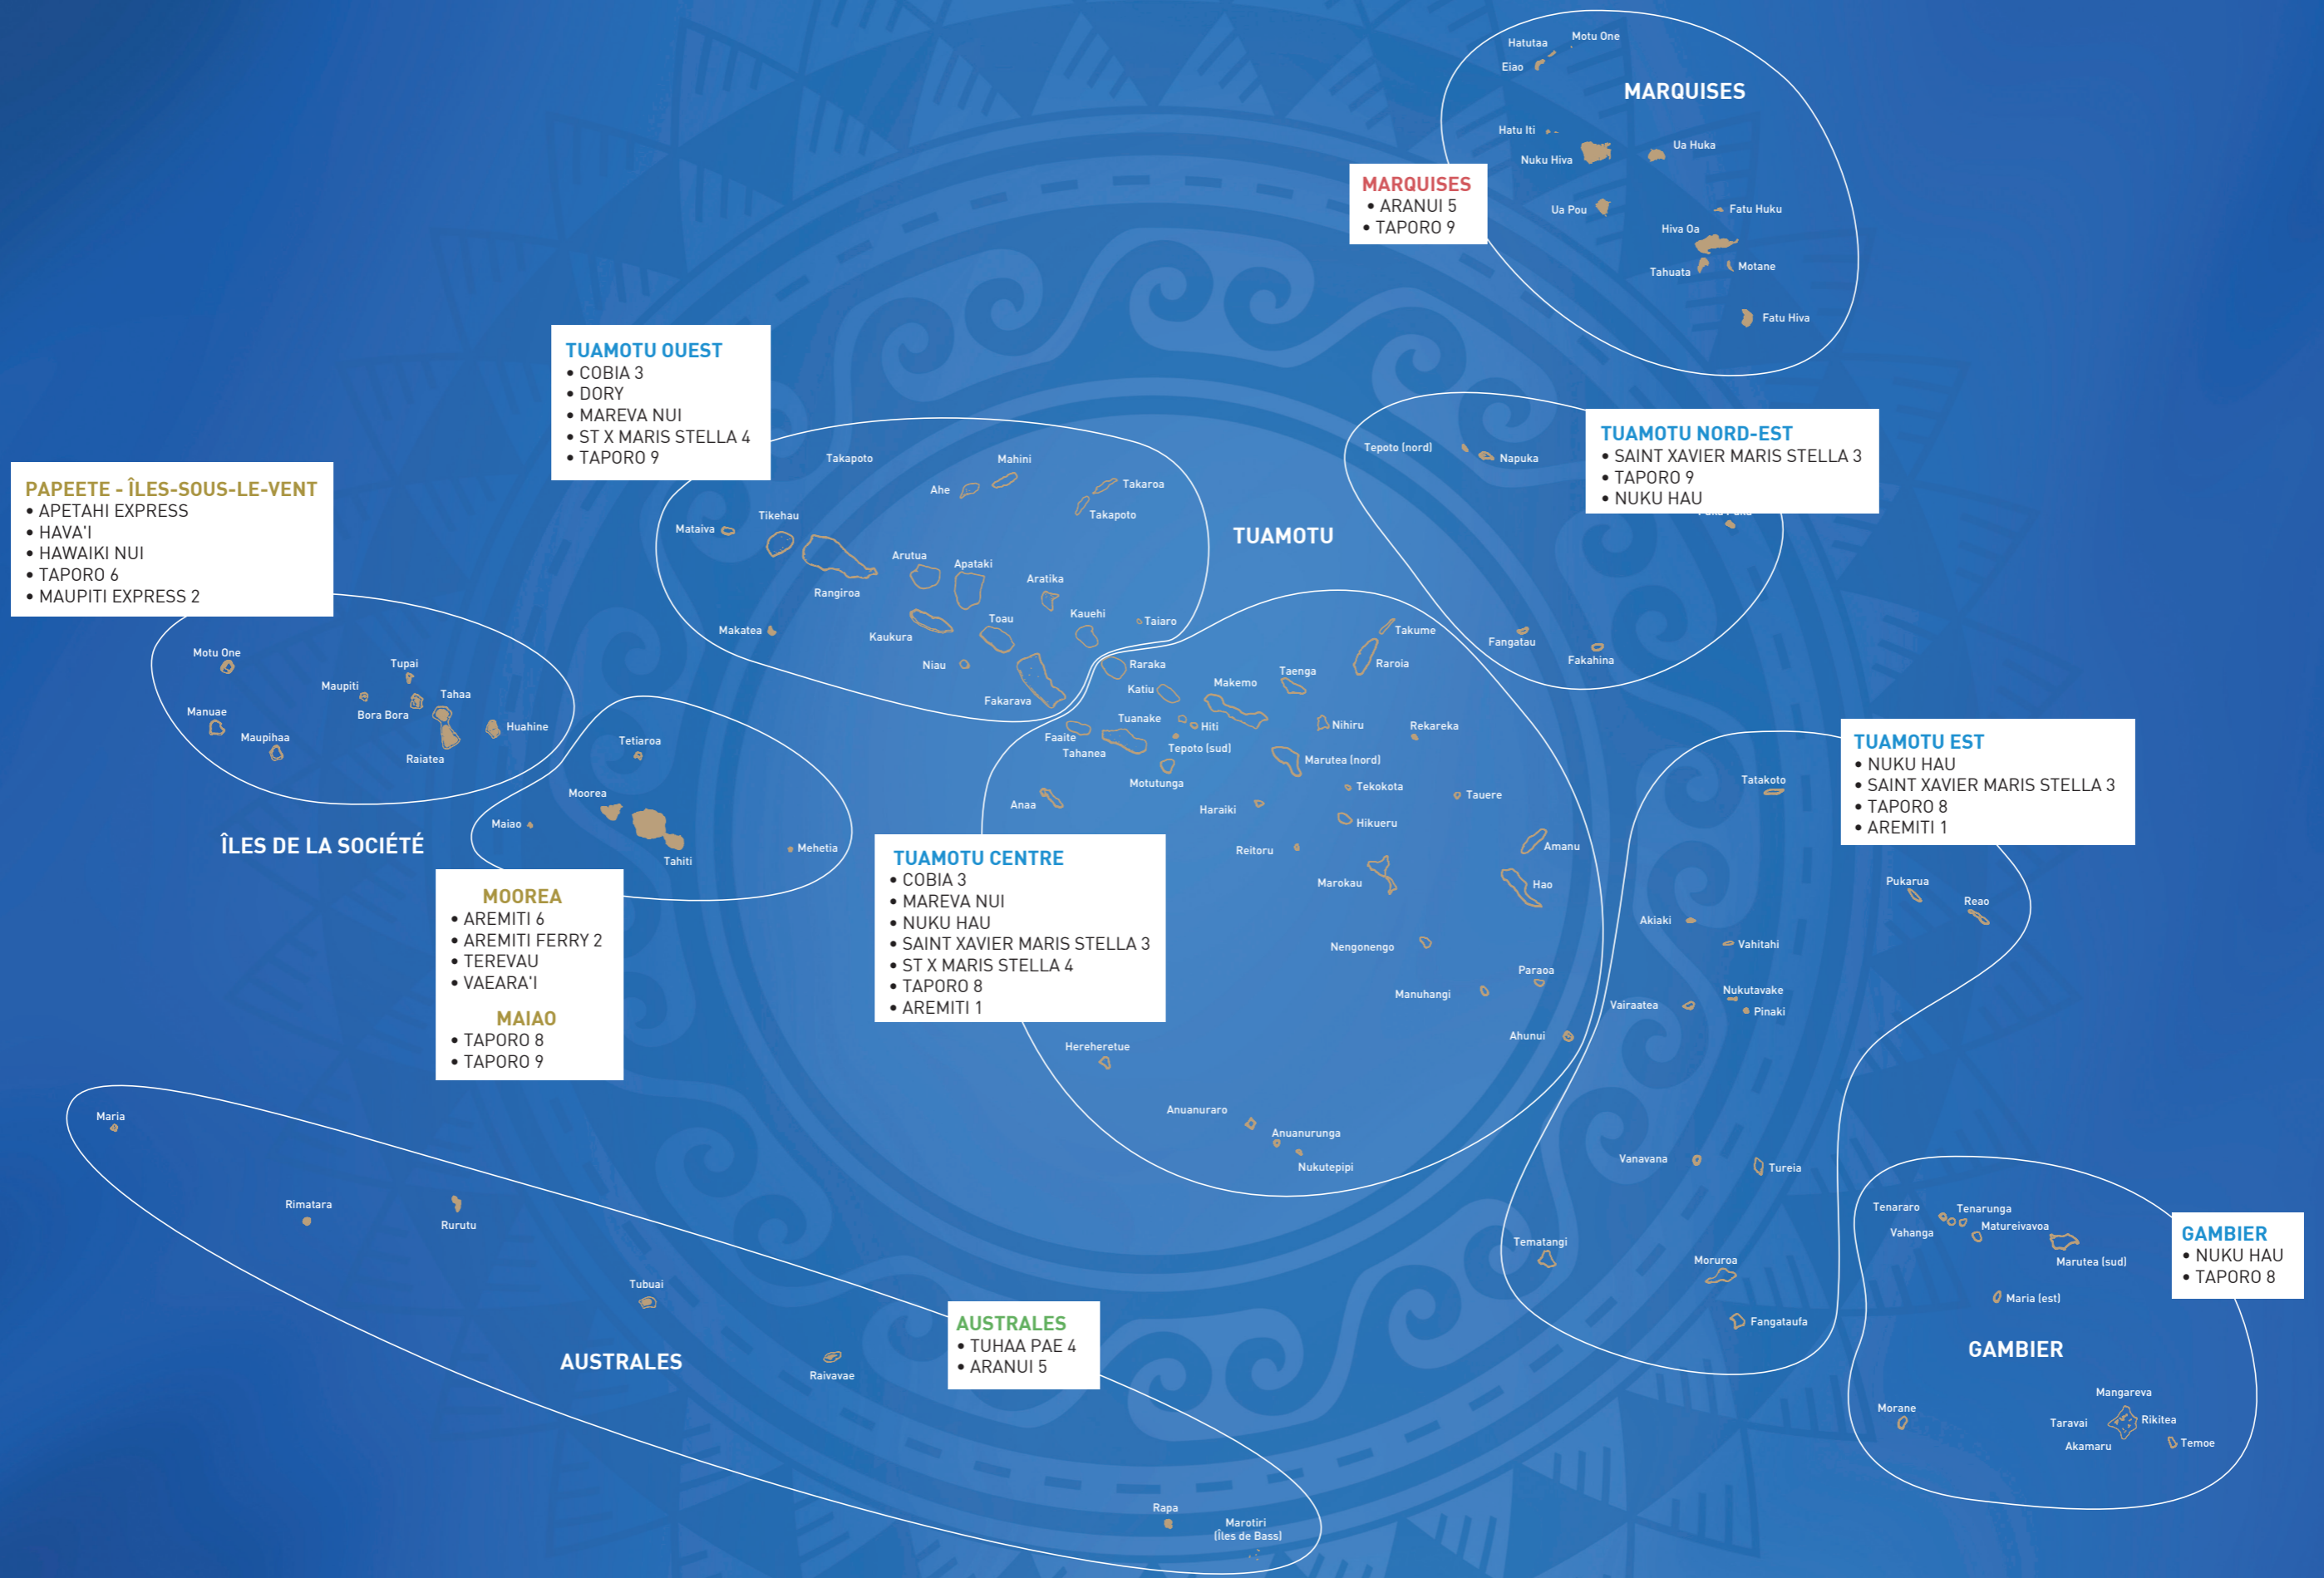 Hatutaa
Motu One
Eiao
MARQUISES
Hatu Iti
Nuku Hiva
Ua Huka
Ua Pou
Fatu Huku
Hiva Oa
Tahuata
Motane
Fatu Hiva
MARQUISES
• ARANUI 5
• TAPORO 9
TUAMOTU OUEST
• COBIA 3
• DORY
• MAREVA NUI
• ST X MARIS STELLA 4
• TAPORO 9
Takapoto
Mahini
Ahe
Takaroa
Takapoto
Mataiva
Tikehau
Rangiroa
Arutua
Apataki
Aratika
Kauehi
Taiaro
Toau
Kaukura
Makatea
Niau
Fakarava
TUAMOTU
TUAMOTU NORD-EST
• SAINT XAVIER MARIS STELLA 3
• TAPORO 9
• NUKU HAU
Tepoto (nord)
Napuka
Fangatau
Fakahina
PAPEETE - ÎLES-SOUS-LE-VENT
• APETAHI EXPRESS
• HAVA'I
• HAWAIKI NUI
• TAPORO 6
• MAUPITI EXPRESS 2
Motu One
Tupai
Maupiti
Tahaa
Bora Bora
Manuae
Huahine
Maupihaa
Raiatea
ÎLES DE LA SOCIÉTÉ
Tetiaroa
Moorea
Maiao
Tahiti
Mehetia
MOOREA
• AREMITI 6
• AREMITI FERRY 2
• TEREVAU
• VAEARA'I
MAIAO
• TAPORO 8
• TAPORO 9
Takume
Raroia
Raraka
Taenga
Katiu
Makemo
Tuanake
Hiti
Nihiru
Rekareka
Faaite
Tahanea
Tepoto (sud)
Marutea (nord)
Motutunga
Tekokota
Tauere
Anaa
Haraiki
Hikueru
Reitoru
Amanu
Marokau
Hao
Nengonengo
Paraoa
Manuhangi
Ahunui
Hereheretue
Anuanuraro
Anuanurunga
Nukutepipi
TUAMOTU CENTRE
• COBIA 3
• MAREVA NUI
• NUKU HAU
• SAINT XAVIER MARIS STELLA 3
• ST X MARIS STELLA 4
• TAPORO 8
• AREMITI 1
TUAMOTU EST
• NUKU HAU
• SAINT XAVIER MARIS STELLA 3
• TAPORO 8
• AREMITI 1
Tatakoto
Pukarua
Reao
Akiaki
Vahitahi
Nukutavake
Vairaatea
Pinaki
Vanavana
Tureia
Tematangi
Moruroa
Fangataufa
Tenararo
Tenarunga
Vahanga
Matureivavoa
Marutea (sud)
Maria (est)
GAMBIER
• NUKU HAU
• TAPORO 8
GAMBIER
Morane
Mangareva
Taravai
Rikitea
Akamaru
Temoe
Maria
Rimatara
Rurutu
Tubuai
AUSTRALES
Raivavae
AUSTRALES
• TUHAA PAE 4
• ARANUI 5
Rapa
Marotiri
(Îles de Bass)